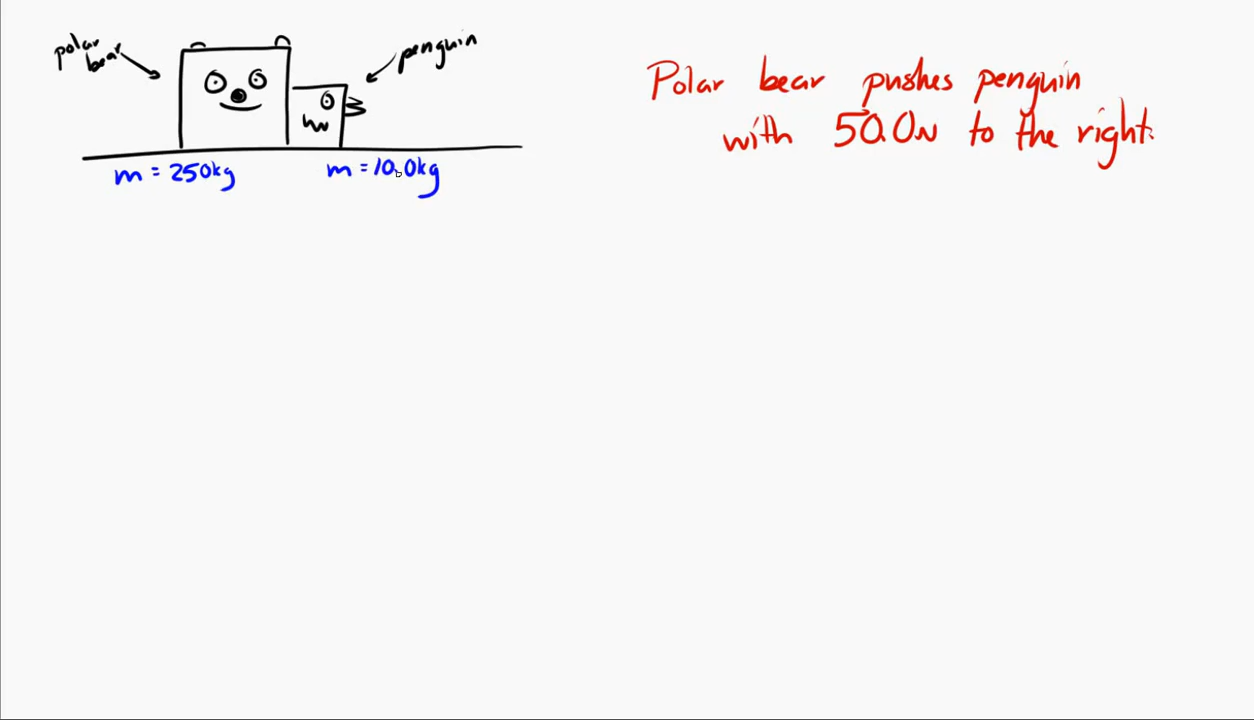 polar
bear
penguin
m = 250kg
m = 10.0kg
Polar bear pushes penguin
with 50.0N to the right.